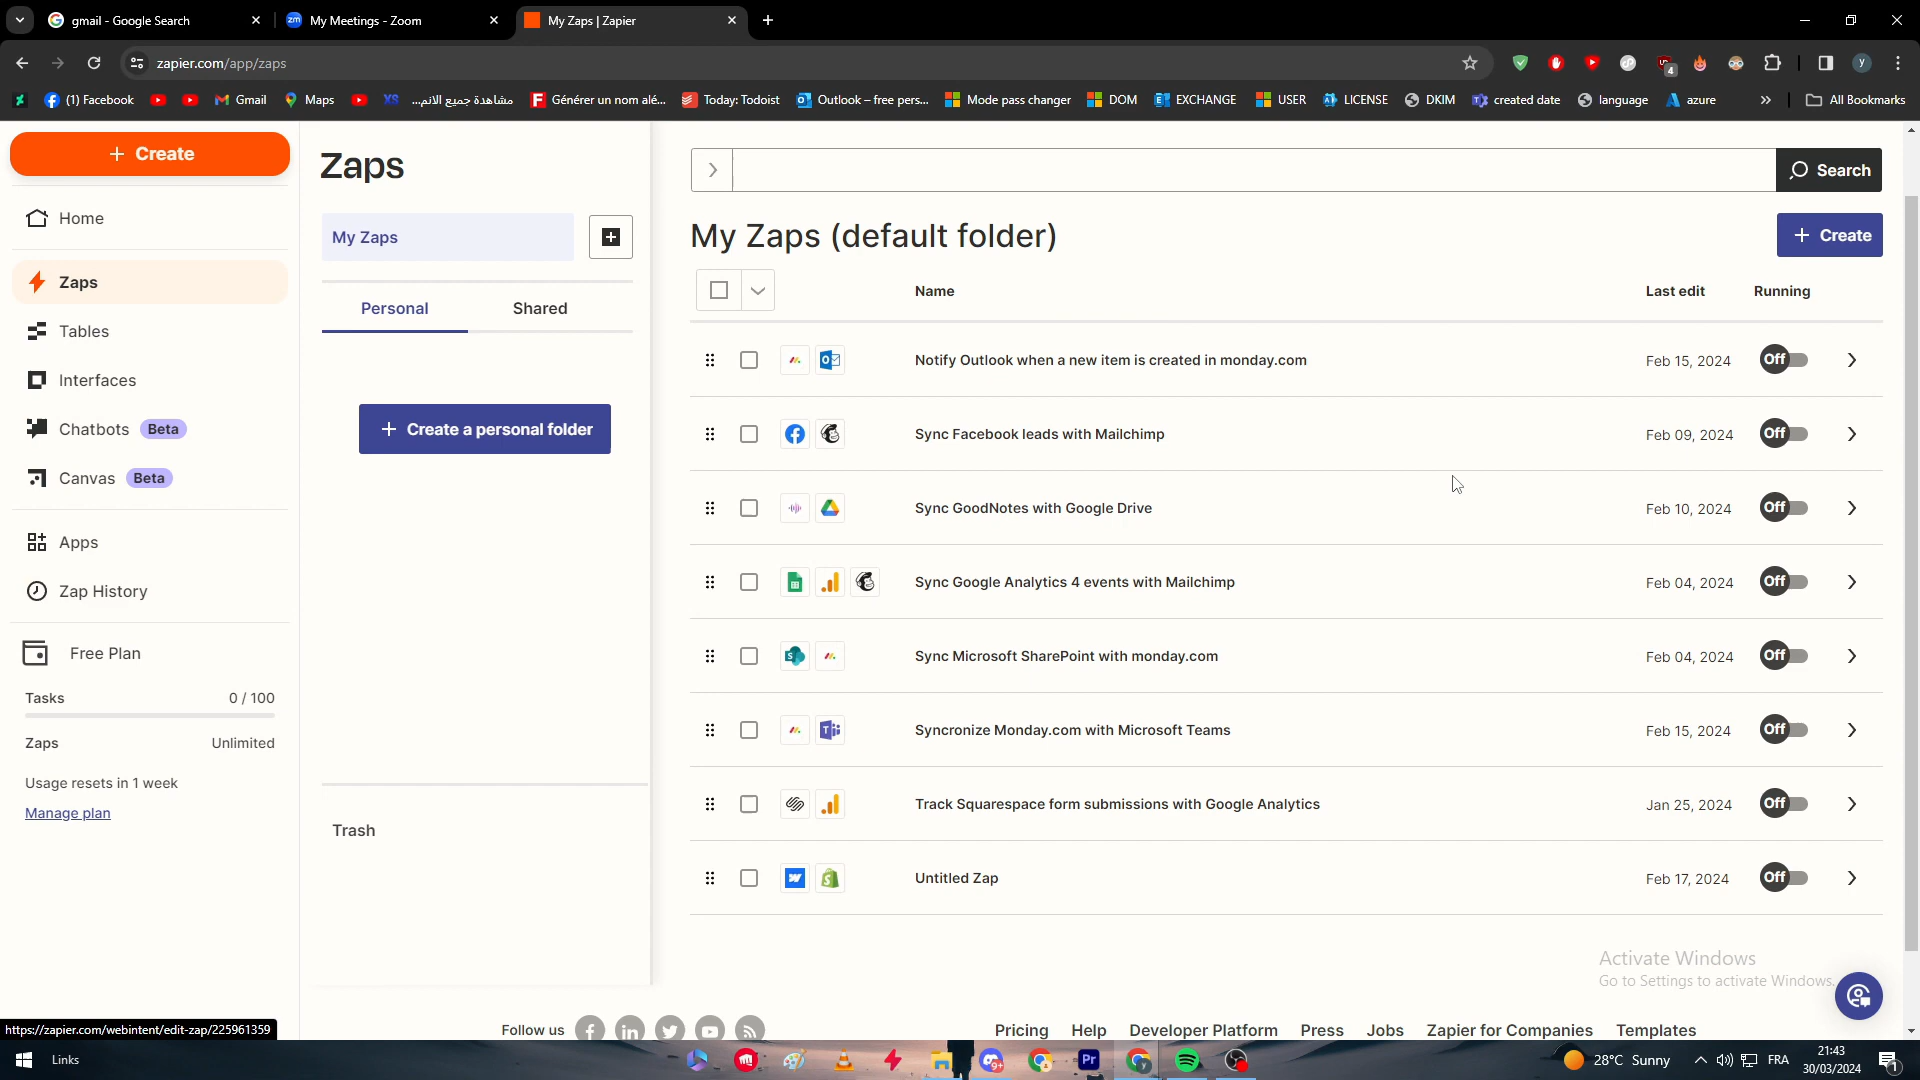 gmail - Google Search
My Meetings - Zoom
My Zaps | Zapier
zapier.com/app/zaps
(1) Facebook
Gmail
Maps
مشاهدة جميع الانم...
Générer un nom alé...
Today: Todoist
Outlook – free pers...
Mode pass changer
DOM
EXCHANGE
USER
LICENSE
DKIM
created date
language
azure
All Bookmarks
+ Create
Home
Zaps
Tables
Interfaces
Chatbots Beta
Canvas Beta
Apps
Zap History
Free Plan
Tasks 0 / 100
Zaps Unlimited
Usage resets in 1 week
Manage plan
https://zapier.com/webintent/edit-zap/225961359
Zaps
My Zaps
Personal Shared
+ Create a personal folder
Trash
Search
My Zaps (default folder)
+ Create
Name Last edit Running
Notify Outlook when a new item is created in monday.com Feb 15, 2024 Off
Sync Facebook leads with Mailchimp Feb 09, 2024 Off
Sync GoodNotes with Google Drive Feb 10, 2024 Off
Sync Google Analytics 4 events with Mailchimp Feb 04, 2024 Off
Sync Microsoft SharePoint with monday.com Feb 04, 2024 Off
Syncronize Monday.com with Microsoft Teams Feb 15, 2024 Off
Track Squarespace form submissions with Google Analytics Jan 25, 2024 Off
Untitled Zap Feb 17, 2024 Off
Activate Windows
Go to Settings to activate Windows.
Follow us
Pricing Help Developer Platform Press Jobs Zapier for Companies Templates
Links
28°C Sunny
FRA
21:43
30/03/2024